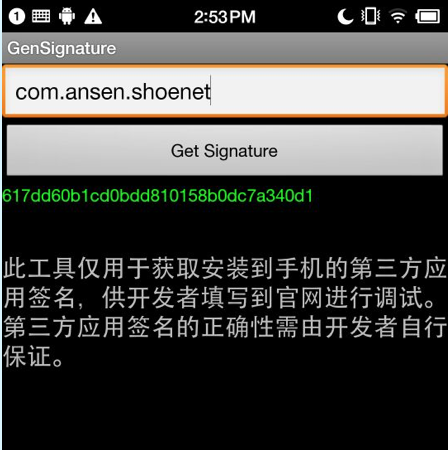 2:53PM
GenSignature
com.ansen.shoenet
Get Signature
617dd60b1cd0bdd810158b0dc7a340d1
此工具仅用于获取安装到手机的第三方应
用签名，供开发者填写到官网进行调试。
第三方应用签名的正确性需由开发者自行
保证。